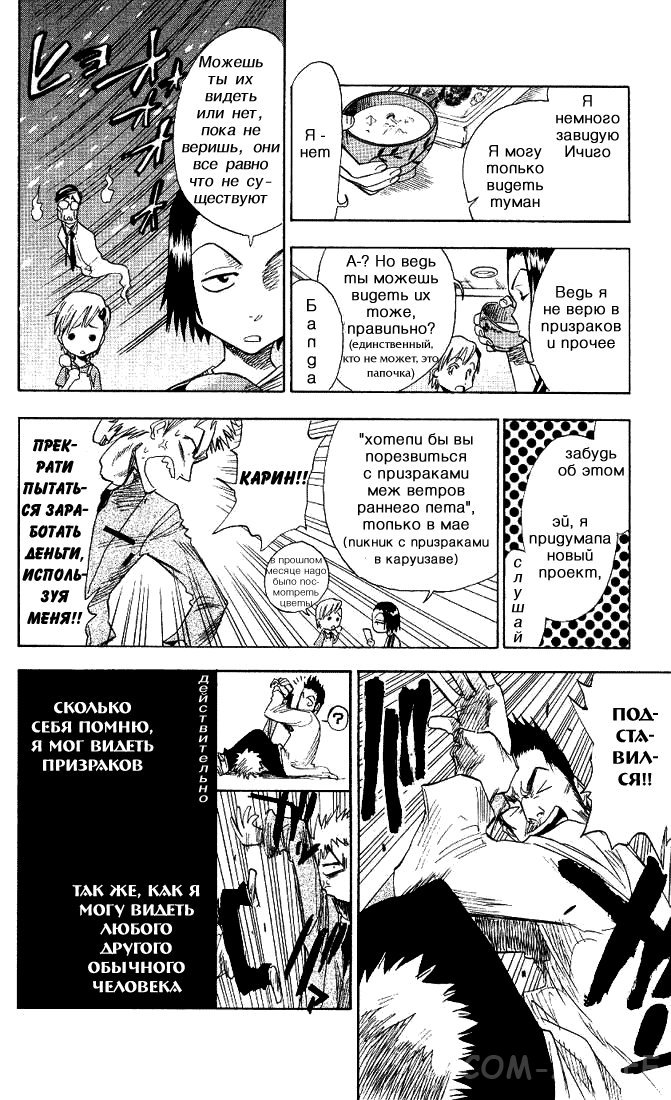 Я
немного
завидую
Ичиго
Я могу
только
видеть
туман
Я -
нет
Ведь я
не верю в
призраков
и прочее
А-? Но ведь
ты можешь
видеть их
тоже,
правильно?
(единственный,
кто не может, это
папочка)
Балда
Можешь
ты их
видеть
или нет,
пока не
веришь, они
все равно
что не су-
ществуют
забудь
об этом
эй, я
придумала
новый
проект,
слушай
"хотели бы вы
порезвиться
с призраками
меж ветров
раннего лета",
только в мае
(пикник с призраками
в каруизаве)
в прошлом
месяце надо
было пос-
мотреть
цветы
КАРИН!!
ПРЕК-
РАТИ
ПЫТАТЬ-
СЯ ЗАРА-
БОТАТЬ
ДЕНЬГИ,
ИСПОЛЬ-
ЗУЯ
МЕНЯ!!
ПОД-
СТА-
ВИЛ-
СЯ!!
?
действительно
СКОЛЬКО
СЕБЯ ПОМНЮ,
Я МОГ ВИДЕТЬ
ПРИЗРАКОВ
ТАК ЖЕ, КАК Я
МОГУ ВИДЕТЬ
ЛЮБОГО
ДРУГОГО
ОБЫЧНОГО
ЧЕЛОВЕКА